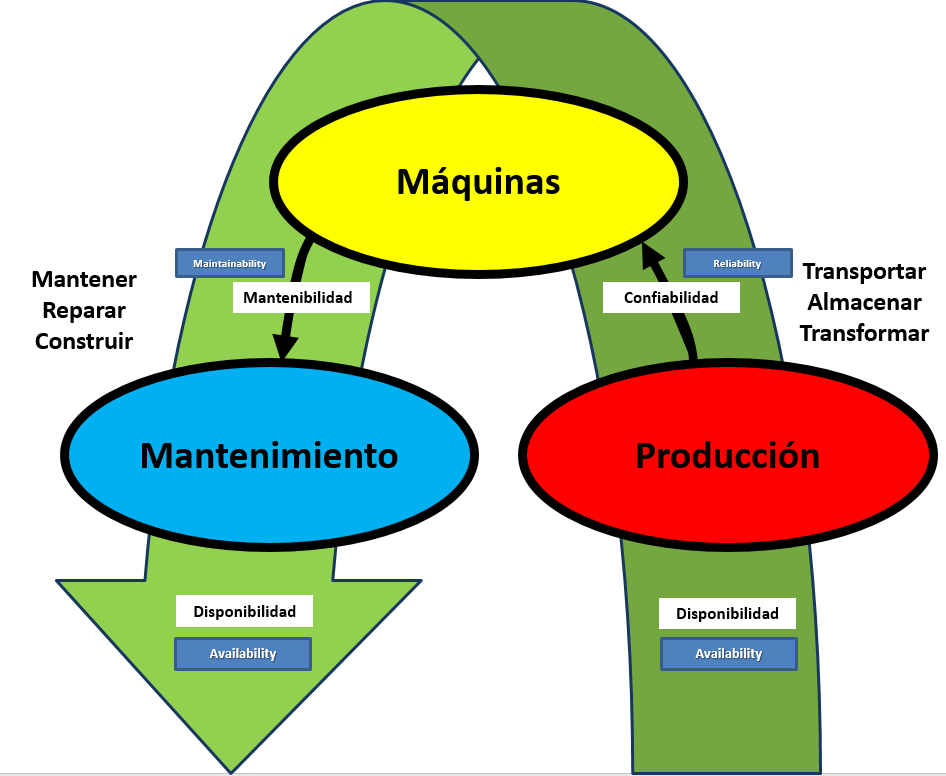 Máquinas
Maintainability
Mantenibilidad
Reliability
Confiabilidad
Mantener
Reparar
Construir
Transportar
Almacenar
Transformar
Mantenimiento
Producción
Disponibilidad
Availability
Disponibilidad
Availability